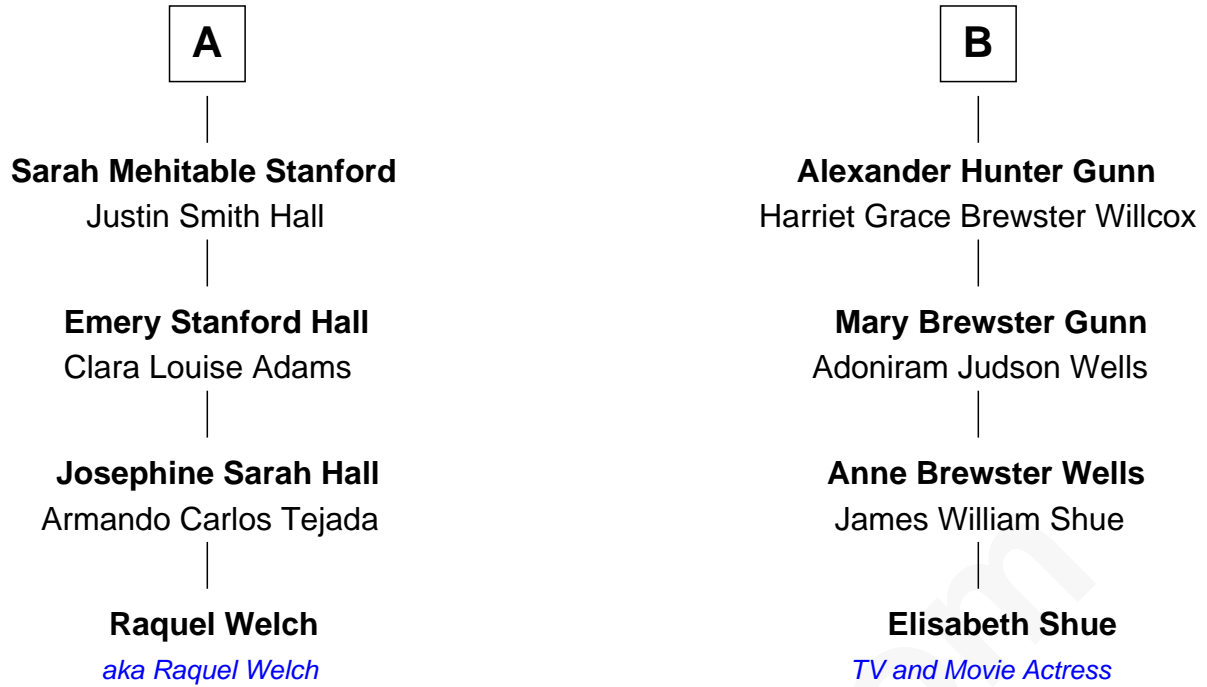 A
Sarah Mehitable Stanford
Justin Smith Hall
Emery Stanford Hall
Clara Louise Adams
Josephine Sarah Hall
Armando Carlos Tejada
Raquel Welch
aka Raquel Welch
B
Alexander Hunter Gunn
Harriet Grace Brewster Willcox
Mary Brewster Gunn
Adoniram Judson Wells
Anne Brewster Wells
James William Shue
Elisabeth Shue
TV and Movie Actress
om